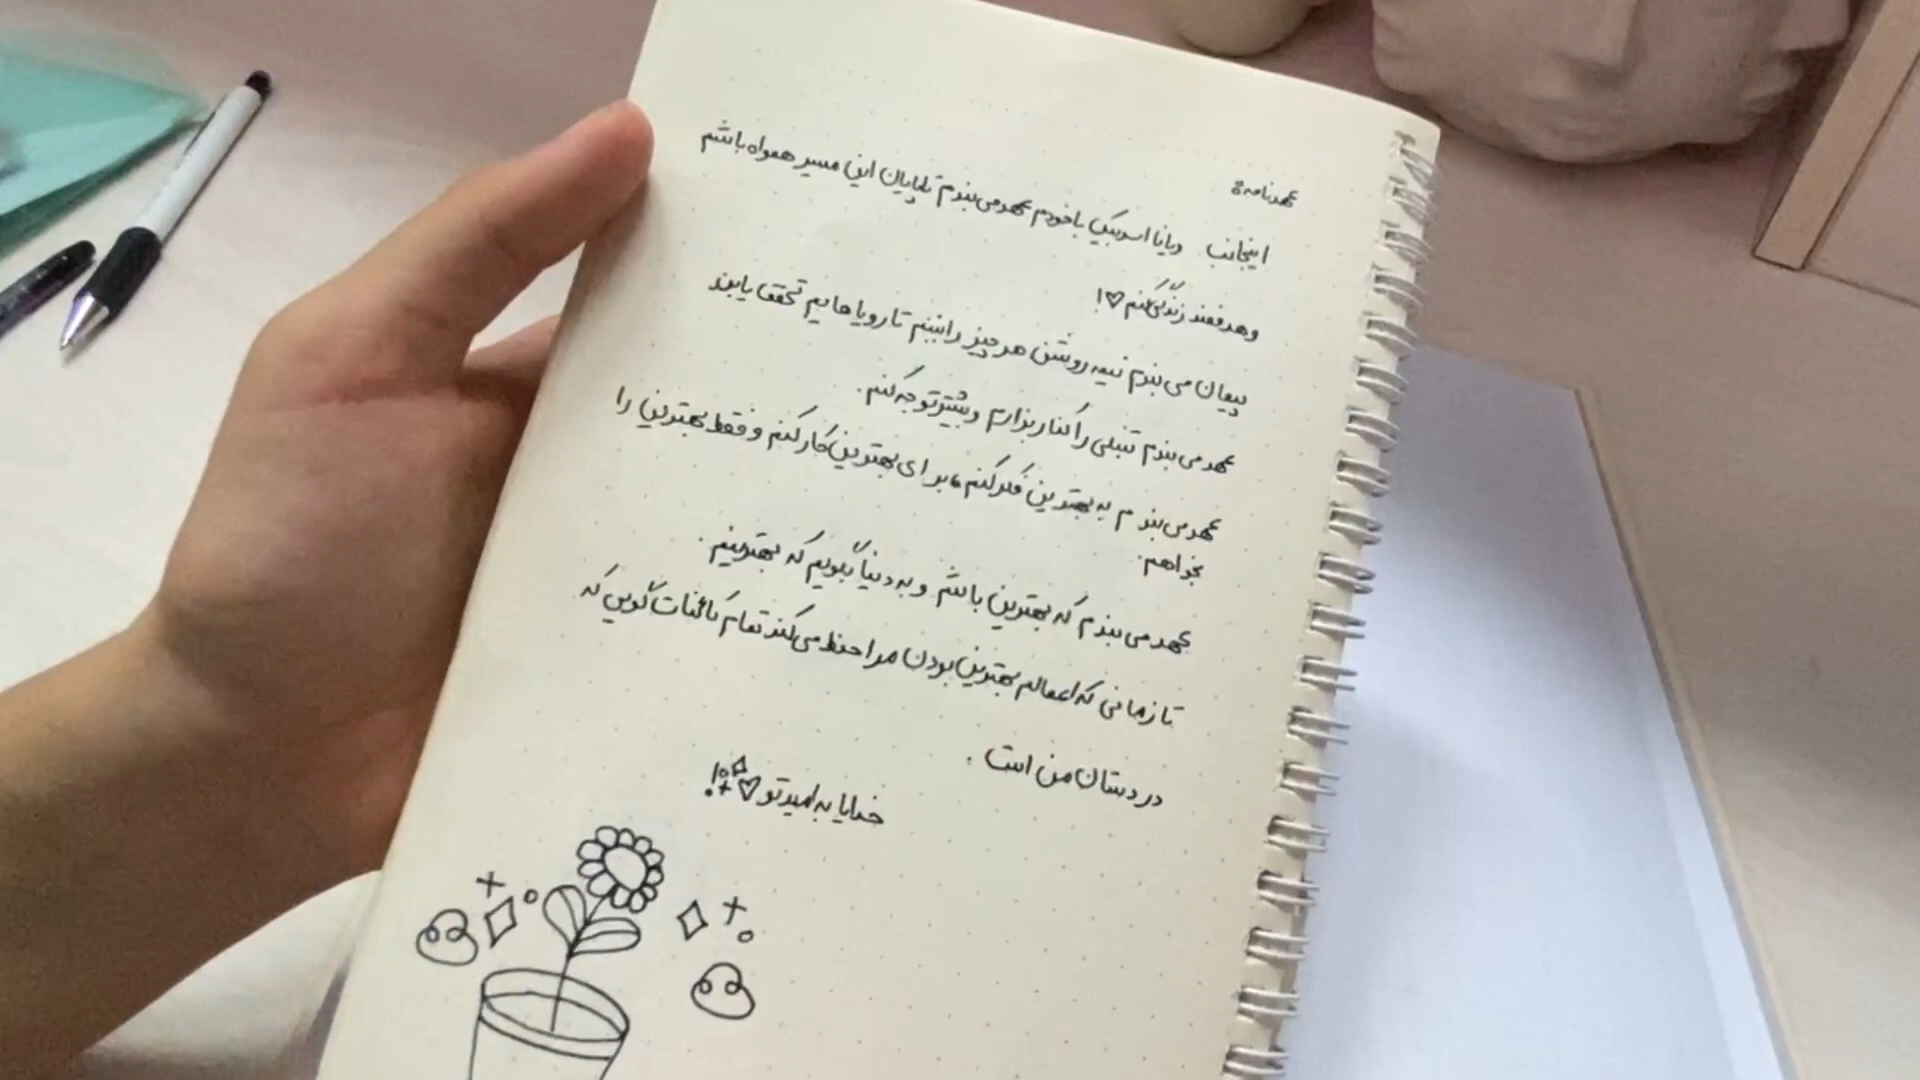 عهدنامه:
اینجانب ویانا اسدبیگی با خودم عهد می‌بندم تا پایان این مسیر همراه باشم
و هدفمند زندگی کنم♡!
پیمان می‌بندم نیمه روشن هر چیز را ببینم تا رویاهایم تحقق یابند
عهد می‌بندم تنبلی را کنار بزارم و بیشتر توجه کنم.
عهد می‌بندم به بهترین فکر کنم، برای بهترین کار کنم و فقط بهترین را
بخواهم.
عهد می‌بندم که بهترین باشم و به دنیا بگویم که بهترینم.
تا زمانی که اعمالم بهترین بودن مرا حفظ می‌کند تمام کائنات گویی که
در دستان من است.
خدایا به امید تو♡!